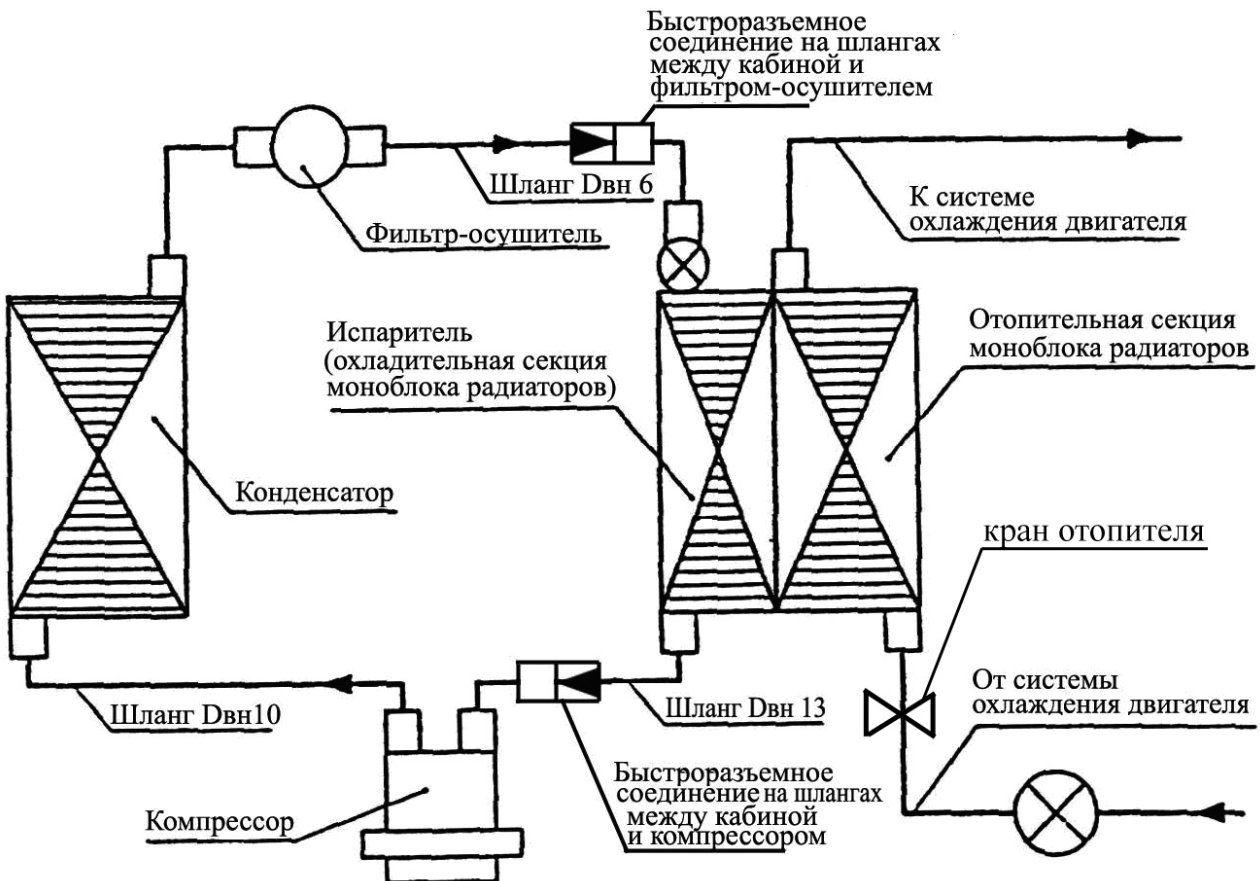 Быстроразъемное
соединение на шлангах
между кабиной и
фильтром-осушителем
Шланг Dвн 6
К системе
охлаждения двигателя
Фильтр-осушитель
Испаритель
(охладительная секция
моноблока радиаторов)
Отопительная секция
моноблока радиаторов
Конденсатор
кран отопителя
Шланг Dвн10
Шланг Dвн 13
От системы
охлаждения двигателя
Быстроразъемное
соединение на шлангах
между кабиной
и компрессором
Компрессор